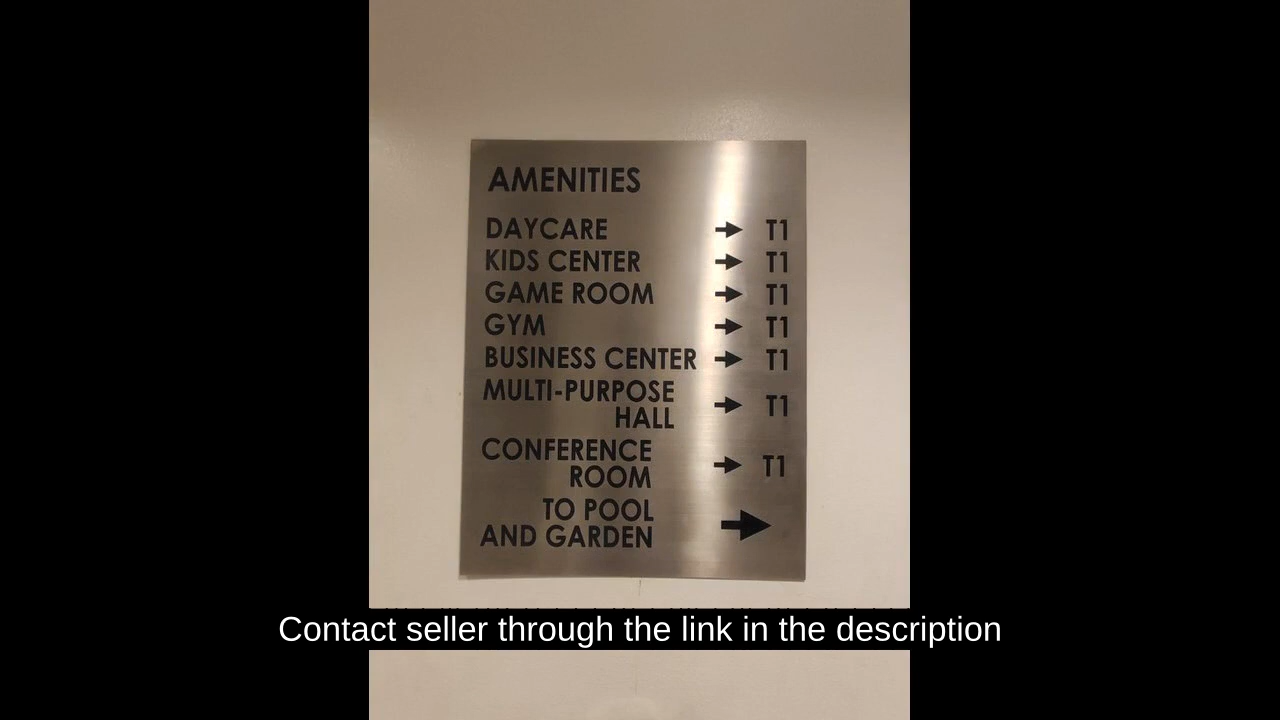 AMENITIES
DAYCARE → T1
KIDS CENTER → T1
GAME ROOM → T1
GYM → T1
BUSINESS CENTER → T1
MULTI-PURPOSE
HALL → T1
CONFERENCE
ROOM → T1
TO POOL
AND GARDEN →
Contact seller through the link in the description